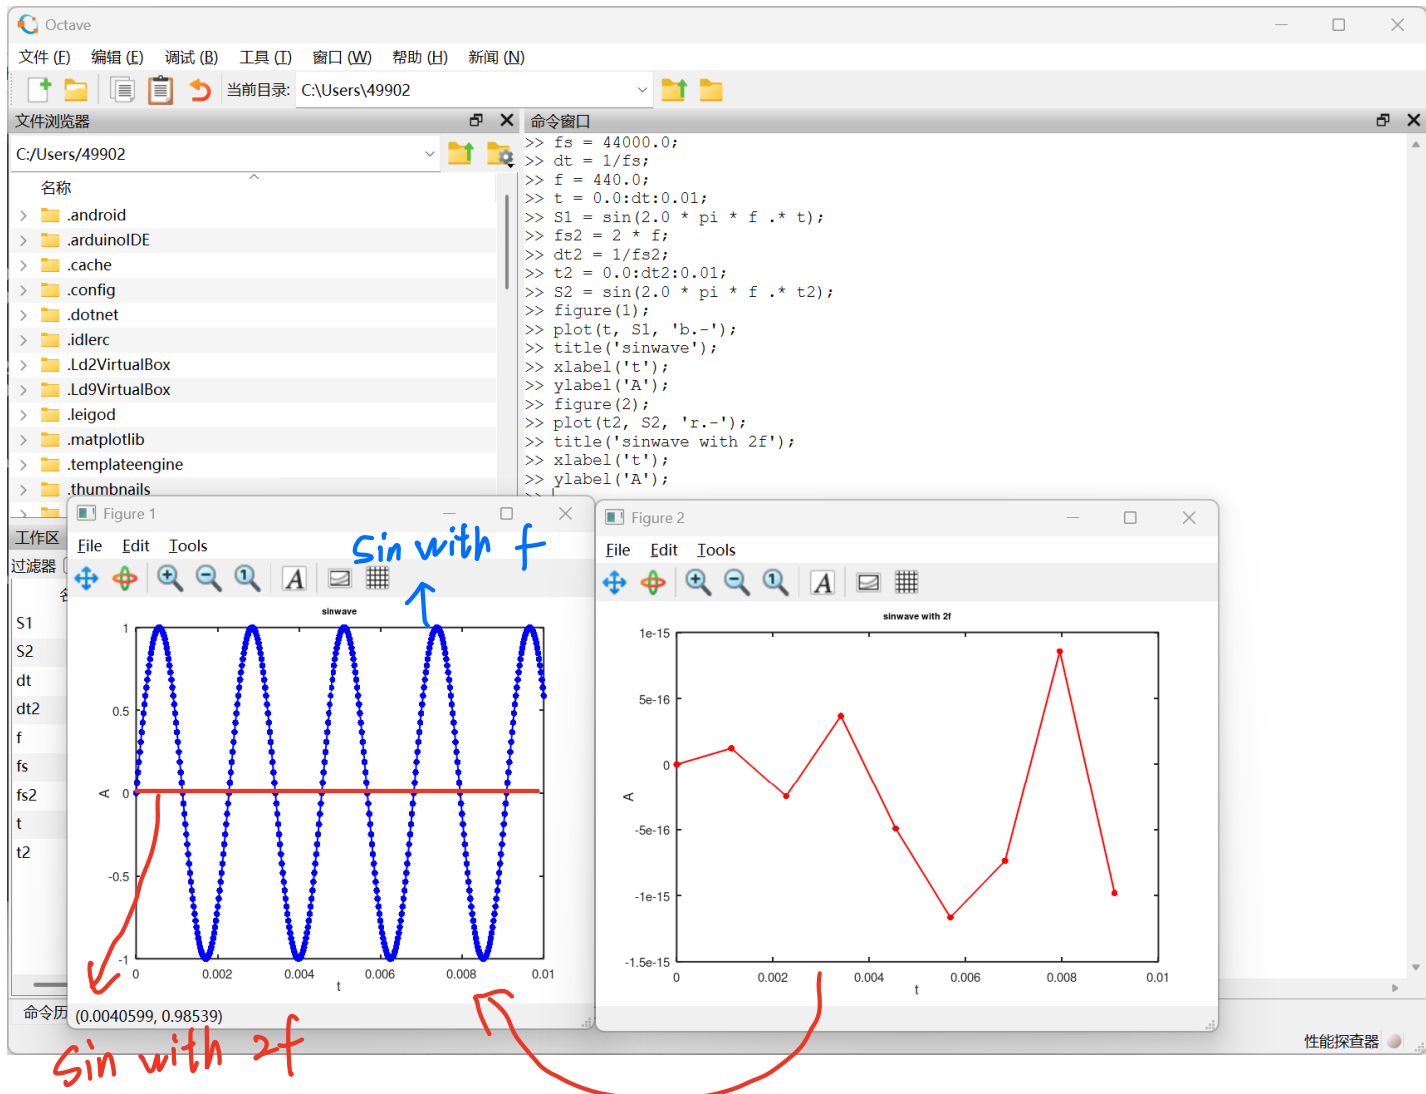 Octave
文件 (F) 编辑 (E) 调试 (B) 工具 (T) 窗口 (W) 帮助 (H) 新闻 (N)
当前目录: C:\Users\49902
文件浏览器
C:/Users/49902
名称
.android
.arduinoIDE
.cache
.config
.dotnet
.idlerc
.Ld2VirtualBox
.Ld9VirtualBox
.leigod
.matplotlib
.templateengine
.thumbnails
命令窗口
>> fs = 44000.0;
>> dt = 1/fs;
>> f = 440.0;
>> t = 0.0:dt:0.01;
>> S1 = sin(2.0 * pi * f .* t);
>> fs2 = 2 * f;
>> dt2 = 1/fs2;
>> t2 = 0.0:dt2:0.01;
>> S2 = sin(2.0 * pi * f .* t2);
>> figure(1);
>> plot(t, S1, 'b.-');
>> title('sinwave');
>> xlabel('t');
>> ylabel('A');
>> figure(2);
>> plot(t2, S2, 'r.-');
>> title('sinwave with 2f');
>> xlabel('t');
>> ylabel('A');
>>
工作区
过滤器
S1
S2
dt
dt2
f
fs
fs2
t
t2
命令历
Figure 1
File Edit Tools
A
sin with f
sinwave
1
0.5
0
-0.5
-1
A
0 0.002 0.004 0.006 0.008 0.01
t
(0.0040599, 0.98539)
sin with 2f
Figure 2
File Edit Tools
A
sinwave with 2f
1e-15
5e-16
0
-5e-16
-1e-15
-1.5e-15
A
0 0.002 0.004 0.006 0.008 0.01
t
性能探查器